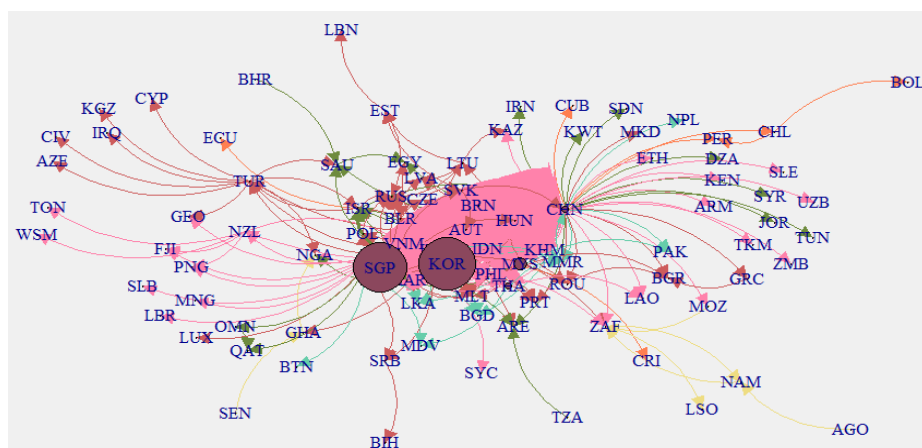 LBN
BHR
BOL
CYP
KGZ
EST
IRN
CUB
SDN
NPL
CIV
IRQ
ECU
KAZ
KWT
MKD
PER
CHL
AZE
SAU
EGY
LTU
ETH
DZA
TUR
LVA
SVK
KEN
SLE
RUS
CZE
BRN
SYR
UZB
TON
ISR
BLR
HUN
CHN
ARM
GEO
AUT
JOR
WSM
NZL
POL
TUN
FJI
VNM
IDN
KHM
PAK
TKM
NGA
PNG
SGP
KOR
MMR
ZMB
SLB
PHL
THA
ROU
BGR
GRC
MNG
LKA
MLT
PRT
LAO
MOZ
LBR
BGD
OMN
GHA
ARE
ZAF
LUX
QAT
MDV
BTN
SRB
SYC
CRI
NAM
SEN
LSO
TZA
AGO
BIH